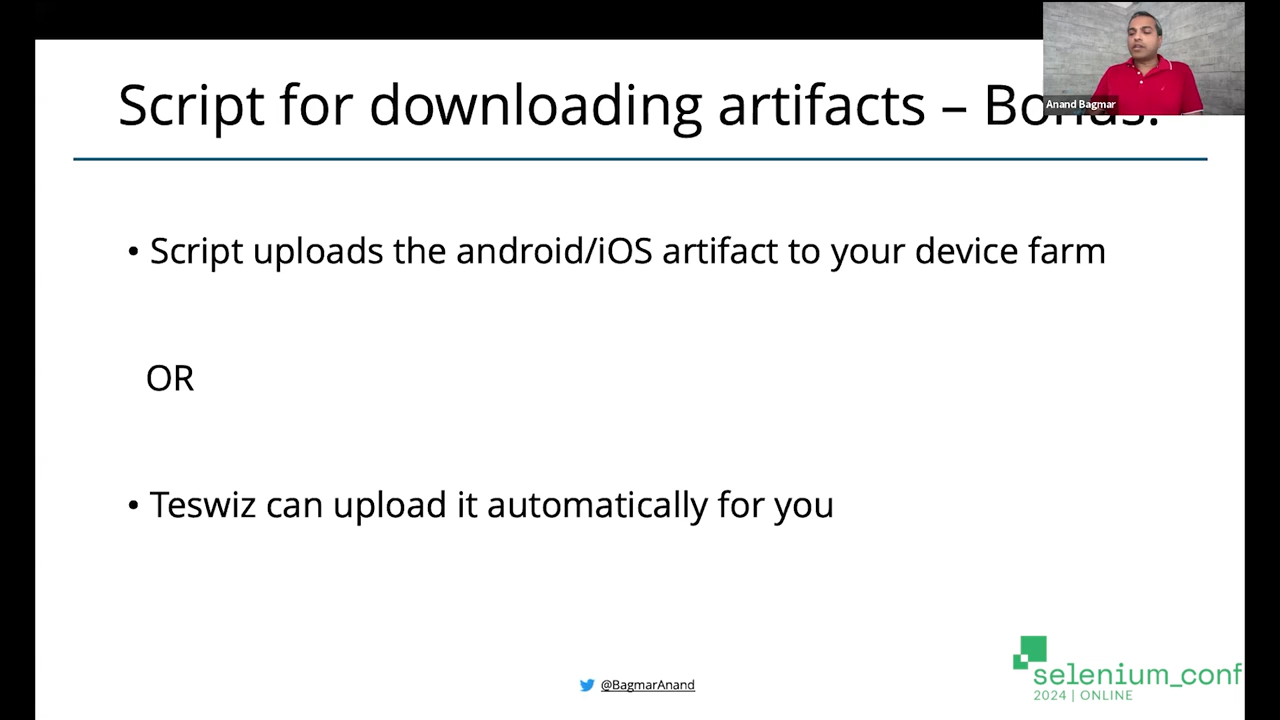 Script for downloading artifacts – Bonus!
Anand Bagmar
• Script uploads the android/iOS artifact to your device farm
OR
• Teswiz can upload it automatically for you
@BagmarAnand
selenium_conf
2024 | ONLINE